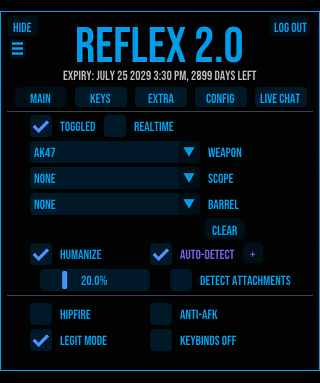 HIDE
LOG OUT
REFLEX 2.0
EXPIRY: JULY 25 2029 3:30 PM, 2899 DAYS LEFT
MAIN KEYS EXTRA CONFIG LIVE CHAT
TOGGLED REALTIME
AK47 WEAPON
NONE SCOPE
NONE BARREL
CLEAR
HUMANIZE AUTO-DETECT +
20.0% DETECT ATTACHMENTS
HIPFIRE ANTI-AFK
LEGIT MODE KEYBINDS OFF